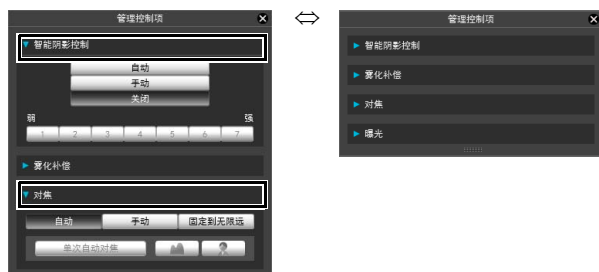 管理控制项
智能阴影控制
自动
手动
关闭
弱 强
1 2 3 4 5 6 7
雾化补偿
对焦
自动 手动 固定到无限远
单次自动对焦
管理控制项
智能阴影控制
雾化补偿
对焦
曝光